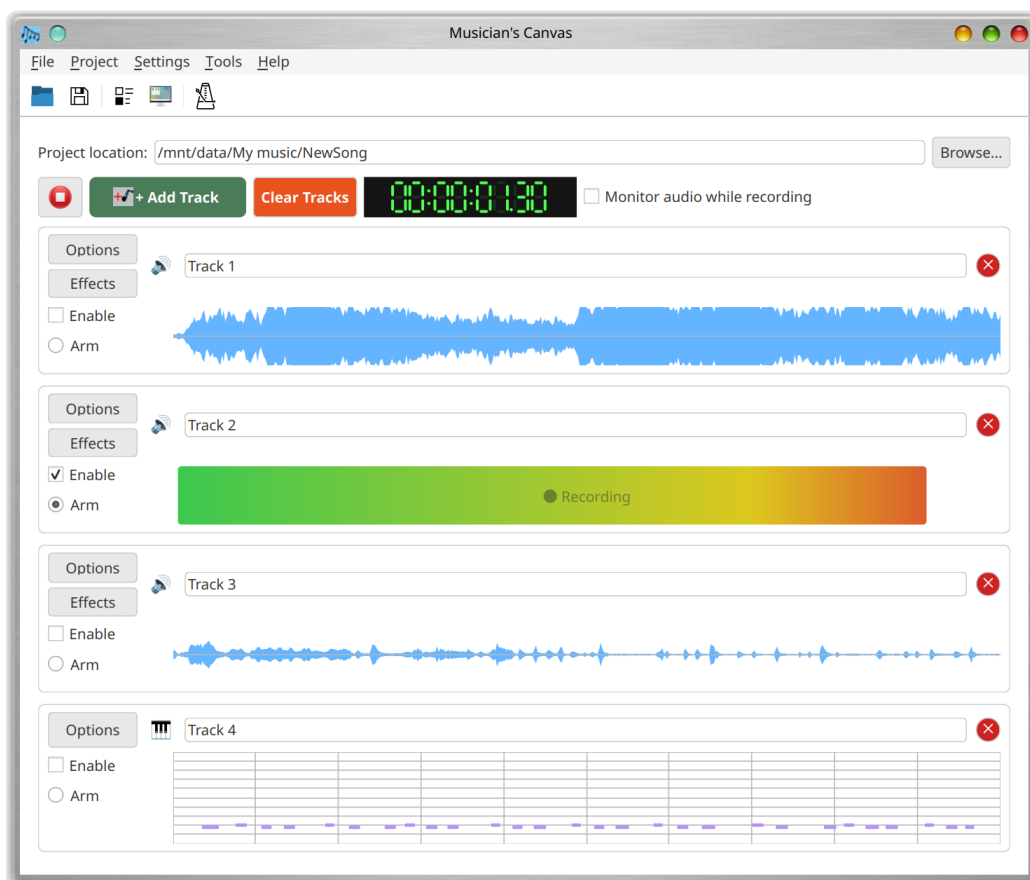 Musician's Canvas
File Project Settings Tools Help
Project location: /mnt/data/My music/NewSong Browse...
+ Add Track Clear Tracks 00:00:01.30 Monitor audio while recording
Options
Track 1
Effects
Enable
Arm
Options
Track 2
Effects
Enable
Recording
Arm
Options
Track 3
Effects
Enable
Arm
Options Track 4
Enable
Arm